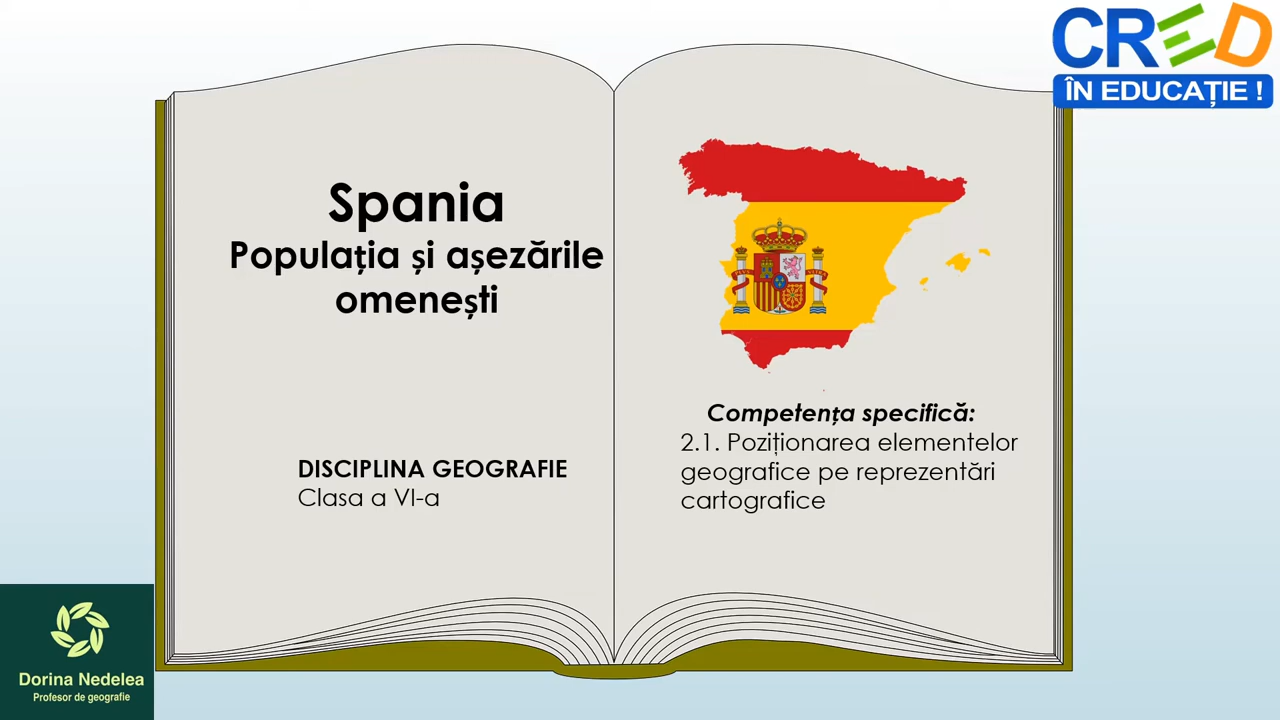 CRED
ÎN EDUCAȚIE !
Spania
Populația și așezările
omenești
DISCIPLINA GEOGRAFIE
Clasa a VI-a
Competența specifică:
2.1. Poziționarea elementelor
geografice pe reprezentări
cartografice
Dorina Nedelea
Profesor de geografie